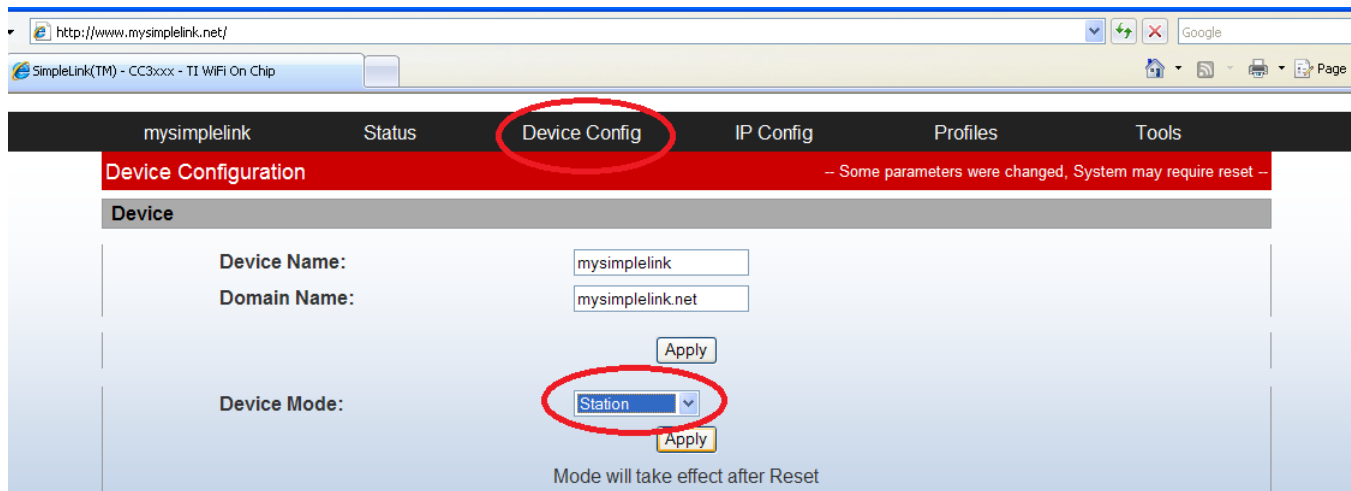 http://www.mysimplelink.net/ Google
SimpleLink(TM) - CC3xxx - TI WiFi On Chip Page
mysimplelink Status Device Config IP Config Profiles Tools
Device Configuration -- Some parameters were changed, System may require reset --
Device
Device Name: mysimplelink
Domain Name: mysimplelink.net
Apply
Device Mode: Station
Apply
Mode will take effect after Reset